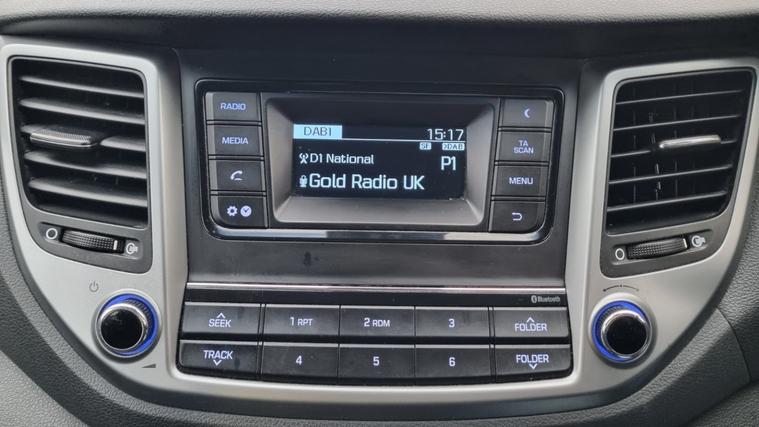 RADIO
MEDIA
DAB1 15:17
SF DAB
D1 National P1
Gold Radio UK
TA
SCAN
MENU
Bluetooth
SEEK 1 RPT 2 RDM 3 FOLDER
TRACK 4 5 6 FOLDER